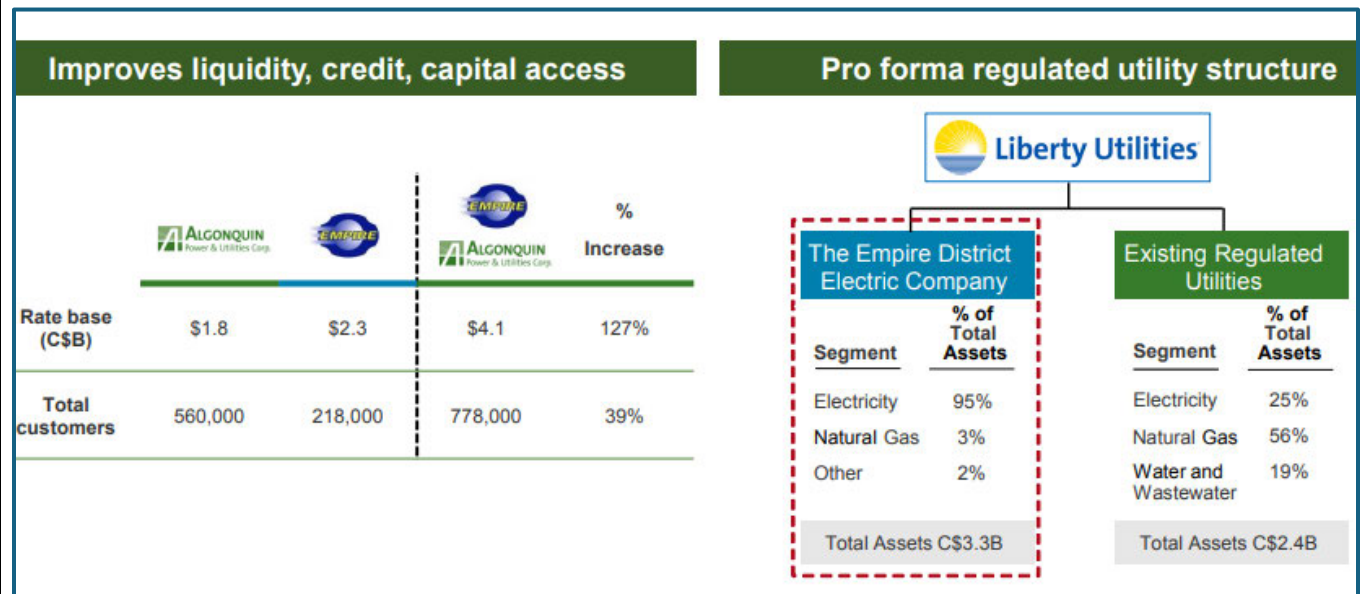 Improves liquidity, credit, capital access
ALGONQUIN
Power & Utilities Corp.
EMPIRE
EMPIRE
ALGONQUIN
Power & Utilities Corp.
%
Increase
Rate base
(C$B)
$1.8
$2.3
$4.1
127%
Total
customers
560,000
218,000
778,000
39%
Pro forma regulated utility structure
Liberty Utilities
The Empire District
Electric Company
Segment
% of
Total
Assets
Electricity 95%
Natural Gas 3%
Other 2%
Total Assets C$3.3B
Existing Regulated
Utilities
Segment
% of
Total
Assets
Electricity 25%
Natural Gas 56%
Water and 19%
Wastewater
Total Assets C$2.4B